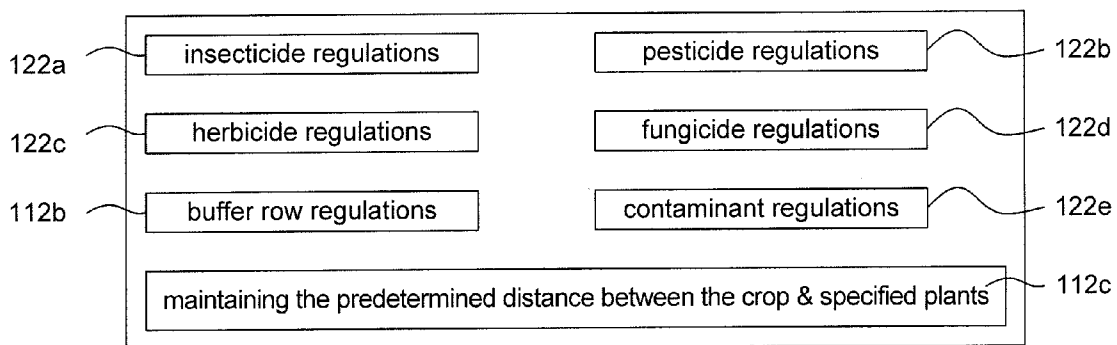 122a insecticide regulations pesticide regulations 122b
122c herbicide regulations fungicide regulations 122d
112b buffer row regulations contaminant regulations 122e
maintaining the predetermined distance between the crop & specified plants 112c